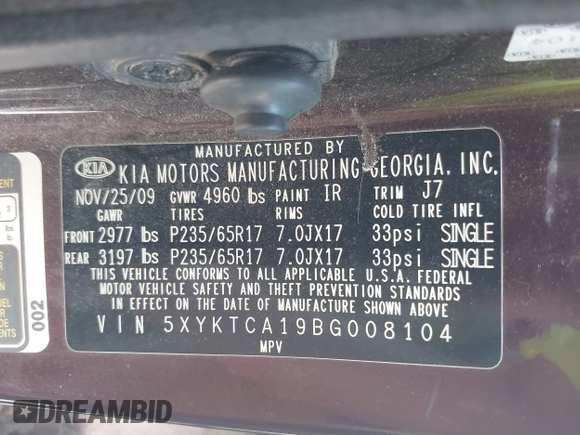 MANUFACTURED BY
KIA KIA MOTORS MANUFACTURING GEORGIA, INC.
NOV/25/09 GVWR 4960 lbs PAINT IR TRIM J7
GAWR TIRES RIMS COLD TIRE INFL
FRONT 2977 lbs P235/65R17 7.0JX17 33psi SINGLE
REAR 3197 lbs P235/65R17 7.0JX17 33psi SINGLE
THIS VEHICLE CONFORMS TO ALL APPLICABLE U.S.A. FEDERAL
MOTOR VEHICLE SAFETY AND THEFT PREVENTION STANDARDS
IN EFFECT ON THE DATE OF MANUFACTURE SHOWN ABOVE
VIN 5XYKTCA19BG008104
MPV
002
DREAMBID